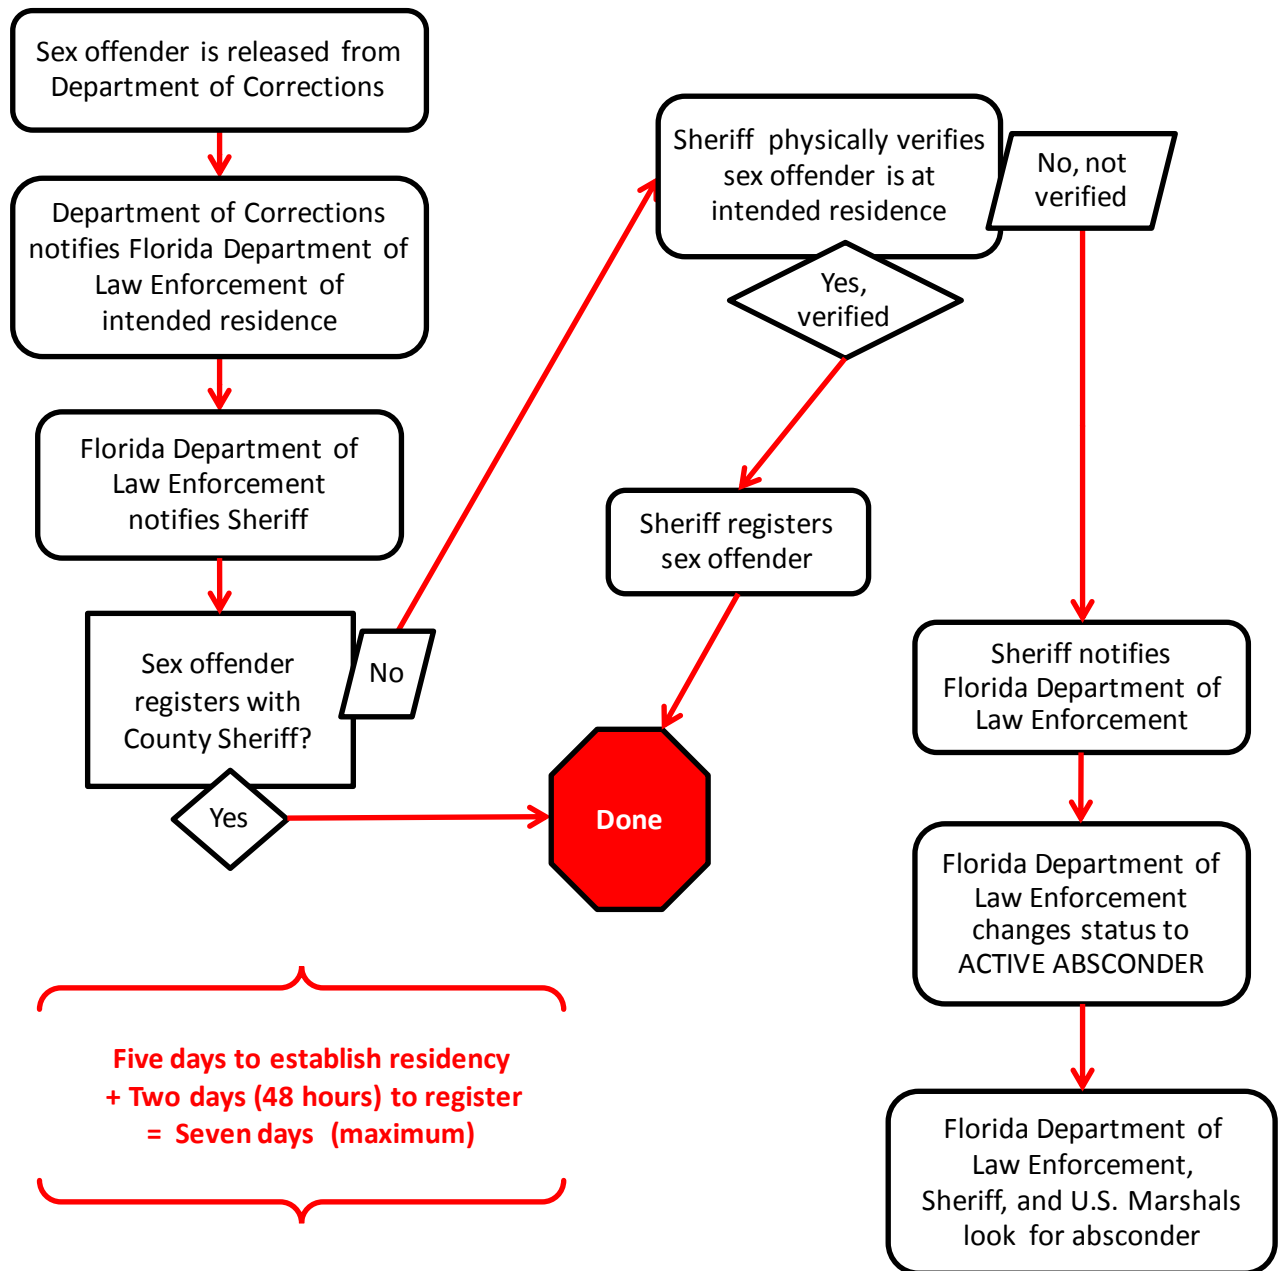 Sex offender is released from
Department of Corrections
Department of Corrections
notifies Florida Department of
Law Enforcement of
intended residence
Florida Department of
Law Enforcement
notifies Sheriff
Sex offender
registers with
County Sheriff?
No
Yes
Sheriff physically verifies
sex offender is at
intended residence
No, not
verified
Yes,
verified
Sheriff registers
sex offender
Done
Sheriff notifies
Florida Department of
Law Enforcement
Florida Department of
Law Enforcement
changes status to
ACTIVE ABSCONDER
Florida Department of
Law Enforcement,
Sheriff, and U.S. Marshals
look for absconder
Five days to establish residency
+ Two days (48 hours) to register
= Seven days (maximum)